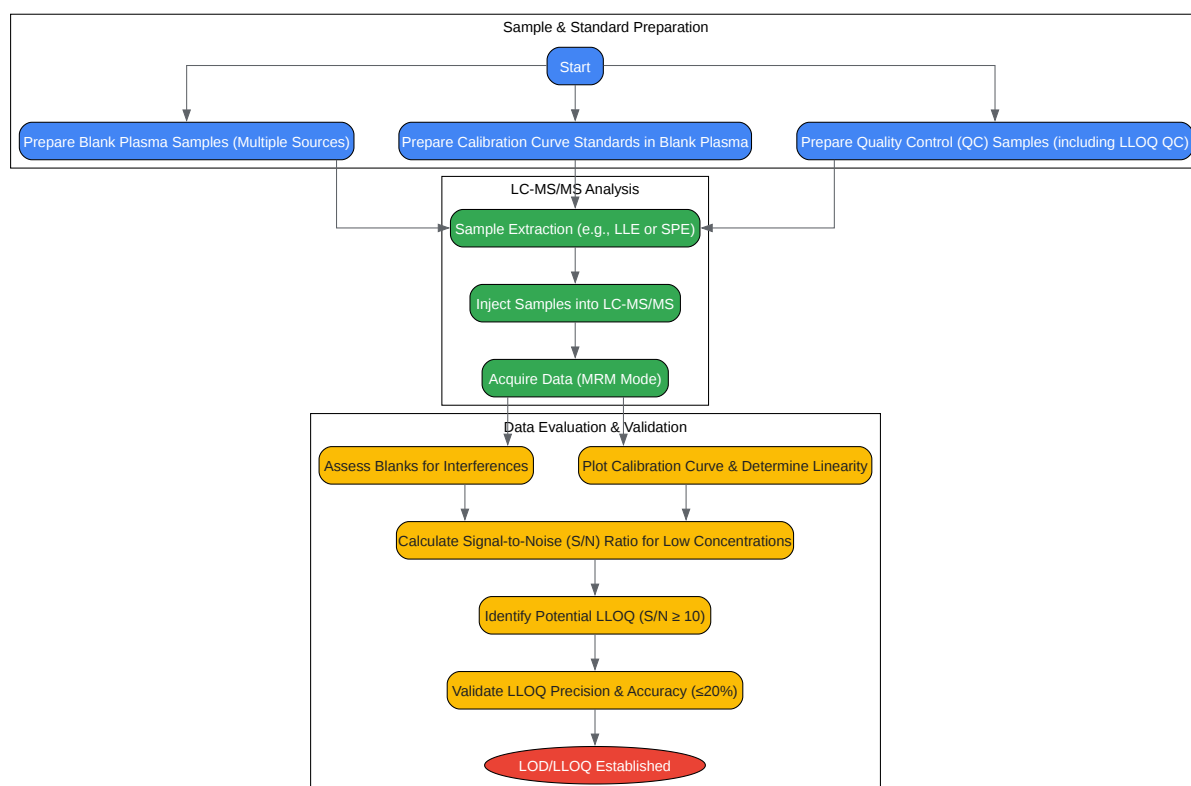 Sample & Standard Preparation
Start
Prepare Blank Plasma Samples (Multiple Sources)
Prepare Calibration Curve Standards in Blank Plasma
Prepare Quality Control (QC) Samples (including LLOQ QC)
LC-MS/MS Analysis
Sample Extraction (e.g., LLE or SPE)
Inject Samples into LC-MS/MS
Acquire Data (MRM Mode)
Data Evaluation & Validation
Assess Blanks for Interferences
Plot Calibration Curve & Determine Linearity
Calculate Signal-to-Noise (S/N) Ratio for Low Concentrations
Identify Potential LLOQ (S/N ≥ 10)
Validate LLOQ Precision & Accuracy (≤20%)
LOD/LLOQ Established